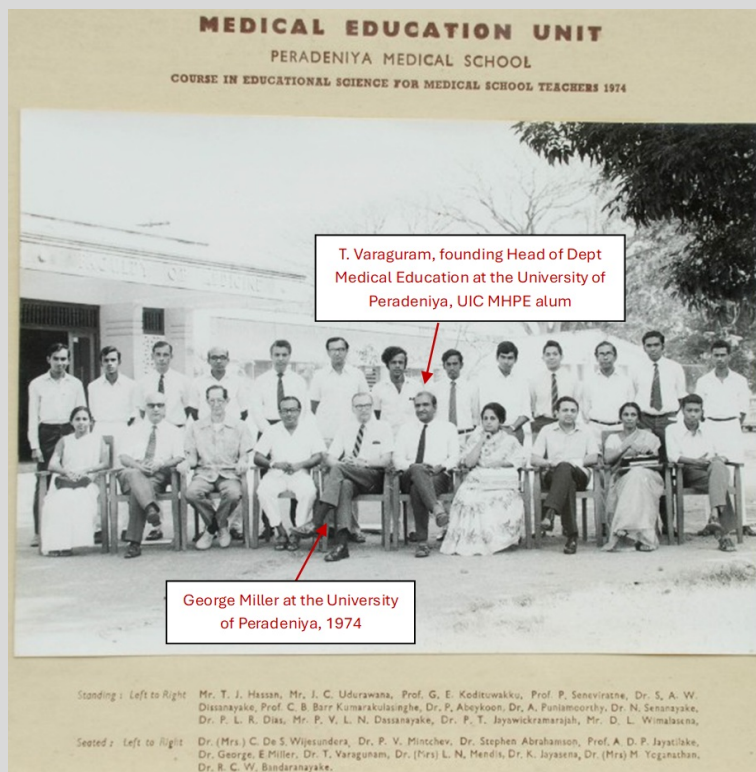 MEDICAL EDUCATION UNIT
PERADENIYA MEDICAL SCHOOL
COURSE IN EDUCATIONAL SCIENCE FOR MEDICAL SCHOOL TEACHERS 1974
FACULTY OF MEDICINE
T. Varaguram, founding Head of Dept
Medical Education at the University of
Peradeniya, UIC MHPE alum
George Miller at the University
of Peradeniya, 1974
Standing : Left to Right Mr. T. J. Hassan, Mr. J. C. Udurawana, Prof. G. E. Kodituwakku, Prof. P. Seneviratne, Dr. S. A. W.
Dissanayake, Prof. C. B. Barr Kumarakulasinghe, Dr. P. Abeykoon, Dr. A. Puniamoorthy, Dr. N. Senanayake,
Dr. P. L. R. Dias, Mr. P. V. L. N. Dassanayake, Dr. P. T. Jayawickramarajah, Mr. D. L. Wimalasena,
Seated : Left to Right Dr. (Mrs.) C. De S. Wijesundera, Dr. P. V. Mintchev, Dr. Stephen Abrahamson, Prof. A. D. P. Jayatilake,
Dr. George, E. Miller, Dr. T. Varagunam, Dr. (Mrs) L. N. Mendis, Dr. K. Jayasena, Dr. (Mrs) M. Yoganathan,
Dr. R. C. W. Bandaranayake.